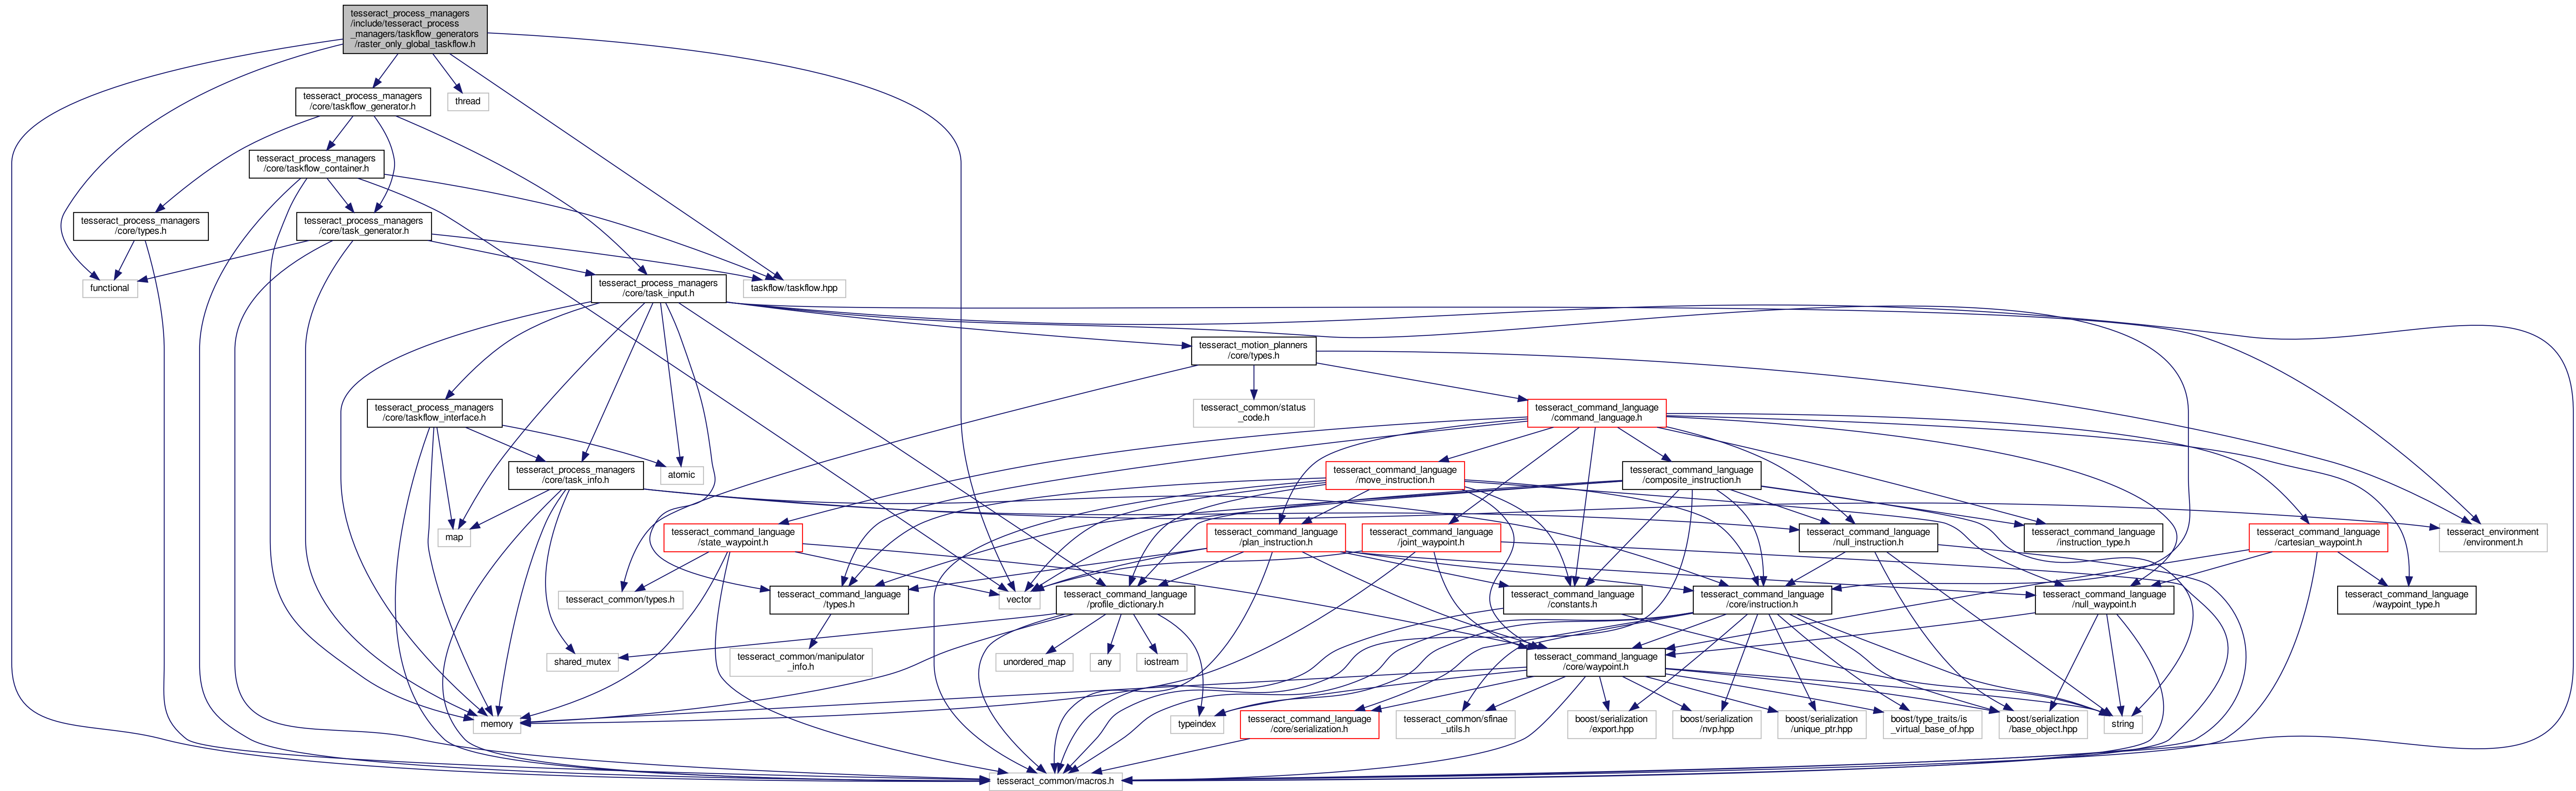 tesseract_process_managers
/include/tesseract_process
_managers/taskflow_generators
/raster_only_global_taskflow.h
tesseract_process_managers
/core/taskflow_generator.h
thread
tesseract_process_managers
/core/taskflow_container.h
tesseract_process_managers
/core/types.h
tesseract_process_managers
/core/task_generator.h
functional
tesseract_process_managers
/core/task_input.h
taskflow/taskflow.hpp
tesseract_motion_planners
/core/types.h
tesseract_process_managers
/core/taskflow_interface.h
tesseract_common/status
_code.h
tesseract_command_language
/command_language.h
tesseract_process_managers
/core/task_info.h
atomic
tesseract_command_language
/move_instruction.h
tesseract_command_language
/composite_instruction.h
map
tesseract_command_language
/state_waypoint.h
tesseract_command_language
/plan_instruction.h
tesseract_command_language
/joint_waypoint.h
tesseract_command_language
/null_instruction.h
tesseract_command_language
/instruction_type.h
tesseract_command_language
/cartesian_waypoint.h
tesseract_environment
/environment.h
tesseract_common/types.h
tesseract_command_language
/types.h
vector
tesseract_command_language
/profile_dictionary.h
tesseract_command_language
/constants.h
tesseract_command_language
/core/instruction.h
tesseract_command_language
/null_waypoint.h
tesseract_command_language
/waypoint_type.h
shared_mutex
tesseract_common/manipulator
_info.h
unordered_map
any
iostream
tesseract_command_language
/core/waypoint.h
memory
typeindex
tesseract_command_language
/core/serialization.h
tesseract_common/sfinae
_utils.h
boost/serialization
/export.hpp
boost/serialization
/nvp.hpp
boost/serialization
/unique_ptr.hpp
boost/type_traits/is
_virtual_base_of.hpp
boost/serialization
/base_object.hpp
string
tesseract_common/macros.h